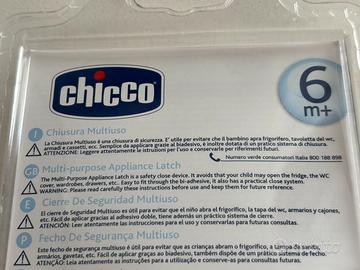 chicco
6
m+
I Chiusura Multiuso
La Chiusura Multiuso è una chiusura di sicurezza. E' utile per evitare che il bambino apra frigorifero, tavoletta del wc,
armadi e cassetti ecc. Semplice da applicare grazie al biadesivo, è inoltre dotata di un pratico sistema di chiusura.
ATTENZIONE: Leggere attentamente le istruzioni per l'uso e conservarle per riferimenti futuri.
Numero verde consumatori Italia 800 188 898
GB Multi-purpose Appliance Latch
The Multi-Purpose Appliance Latch is a safety close device. It avoids that your child may open the fridge, the WC
cover, wardrobes, drawers, etc.. Easy to fit through the bi-adhesive, it is also has a practical close system.
WARNING: Please read carefully these instructions before use and keep them for future reference.
E Cierre De Seguridad Multiuso
El cierre de Seguridad Multiuso es útil para evitar que el niño abra el frigorífico, la tapa del wc, armarios y cajones,
etc. Fácil de aplicar gracias al adhesivo doble, tiene además un práctico sistema de cierre.
ATENCIÓN: Lea atentamente estas instrucciones antes del uso y consérvelas para futuras consultas.
P Fecho De Segurança Multiuso
Este fecho de segurança multiuso é útil para evitar que as crianças abram o frigorífico, a tampa da sanita,
armários, gavetas, etc. Fácil de aplicar graças ao adesivo duplo, também dispõe de um prático sistema de fecho.
ATENÇÃO: Leia atentamente as instruções para a utilização e conserve-as para consultas futuras.